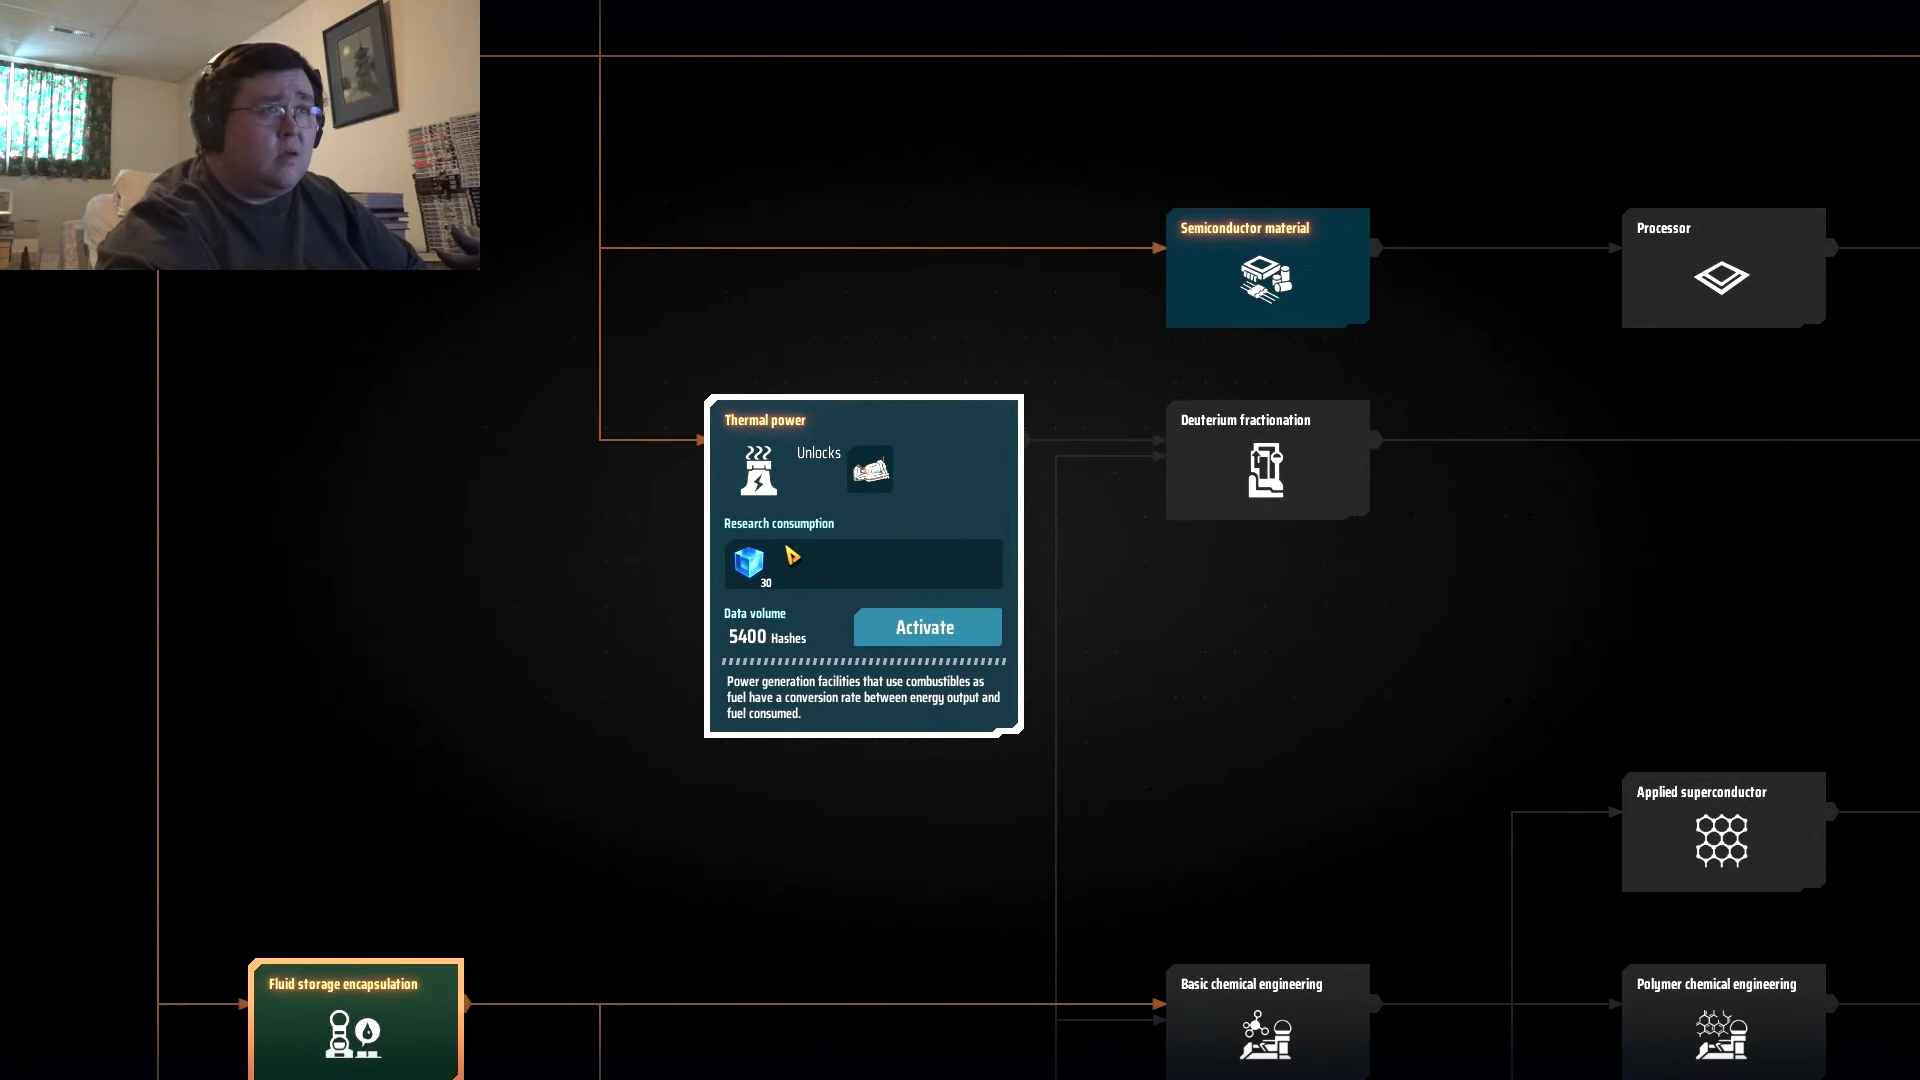 Semiconductor material
Processor
Thermal power
Unlocks
Research consumption
30
Data volume
5400 Hashes
Activate
Power generation facilities that use combustibles as
fuel have a conversion rate between energy output and
fuel consumed.
Deuterium fractionation
Applied superconductor
Fluid storage encapsulation
Basic chemical engineering
Polymer chemical engineering